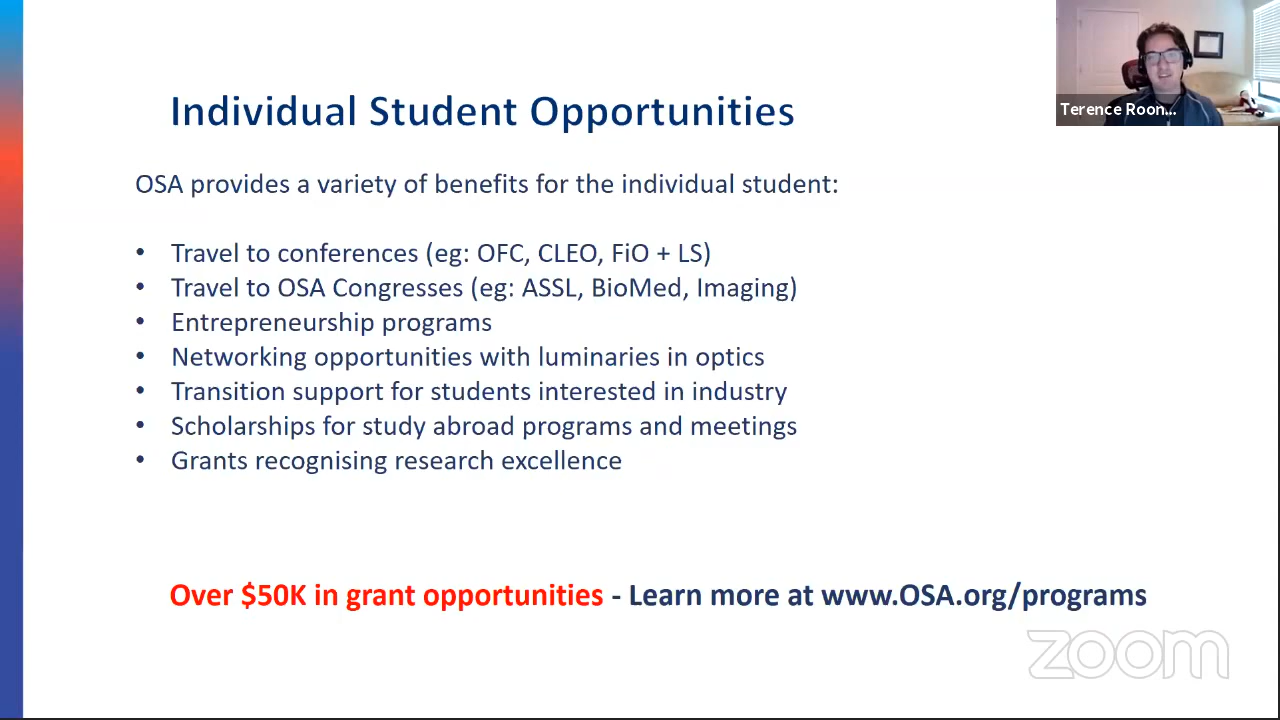 Individual Student Opportunities
Terence Roon...
OSA provides a variety of benefits for the individual student:
• Travel to conferences (eg: OFC, CLEO, FiO + LS)
• Travel to OSA Congresses (eg: ASSL, BioMed, Imaging)
• Entrepreneurship programs
• Networking opportunities with luminaries in optics
• Transition support for students interested in industry
• Scholarships for study abroad programs and meetings
• Grants recognising research excellence
Over $50K in grant opportunities - Learn more at www.OSA.org/programs
zoom